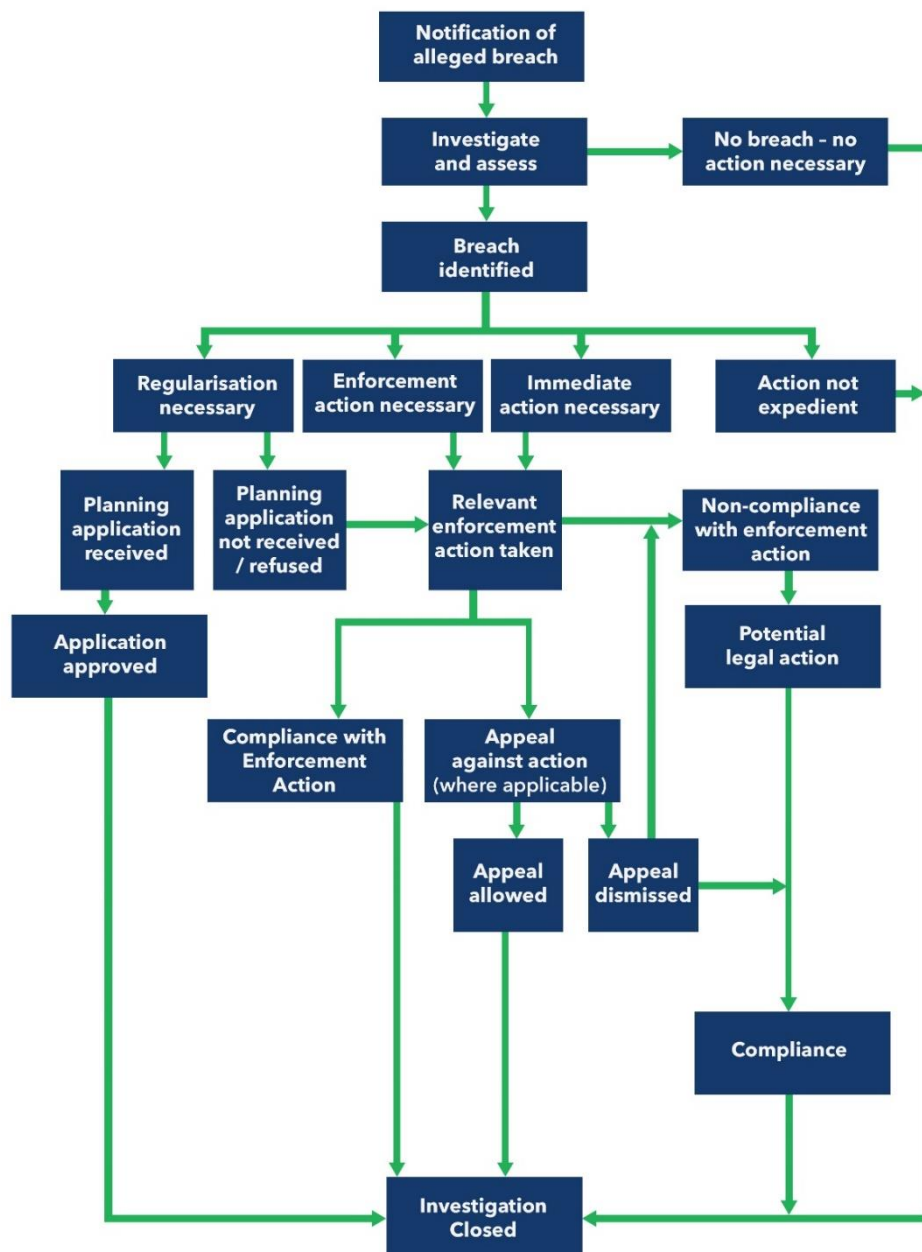 Notification of
alleged breach
Investigate
and assess
No breach – no
action necessary
Breach
identified
Regularisation
necessary
Enforcement
action necessary
Immediate
action necessary
Action not
expedient
Planning
application
received
Planning
application
not received
/ refused
Relevant
enforcement
action taken
Non-compliance
with enforcement
action
Application
approved
Potential
legal action
Compliance with
Enforcement
Action
Appeal
against action
(where applicable)
Appeal
allowed
Appeal
dismissed
Compliance
Investigation
Closed